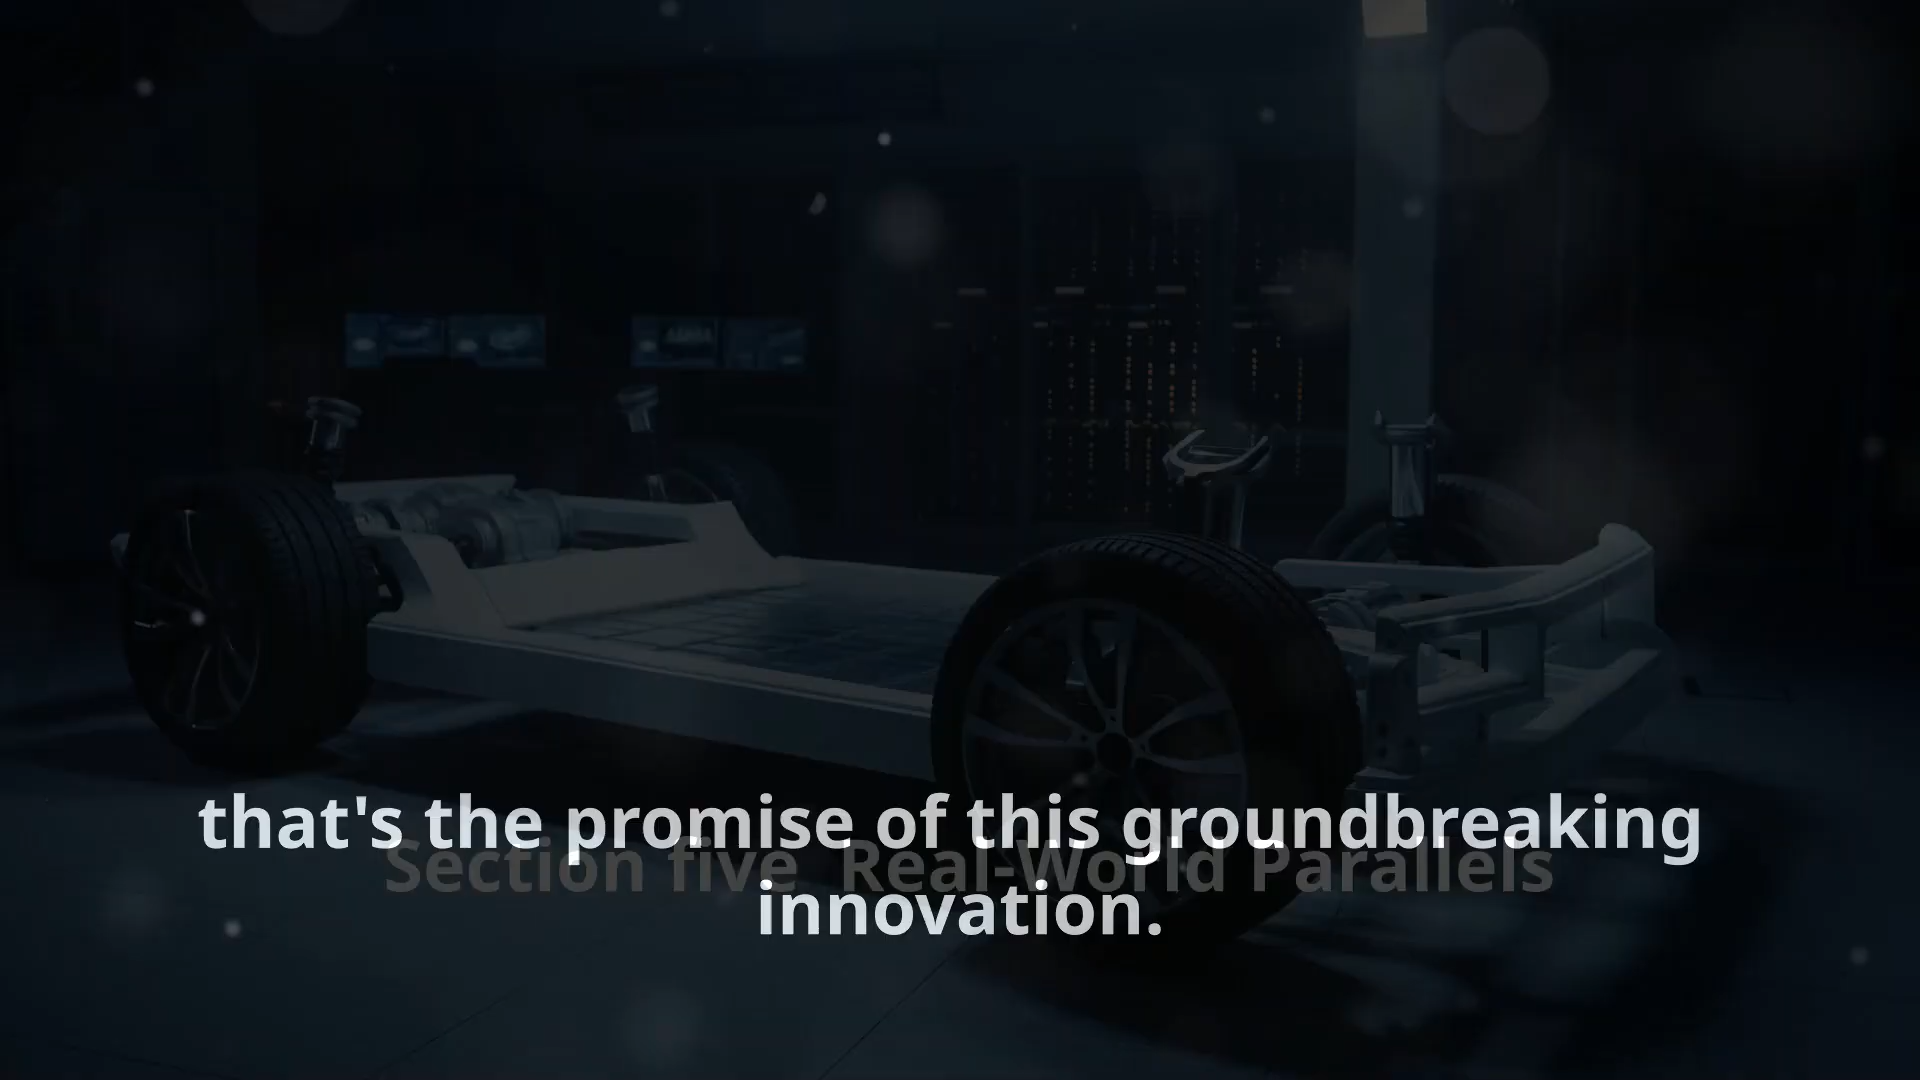 that's the promise of this groundbreaking
Section five Real-World Parallels
innovation.